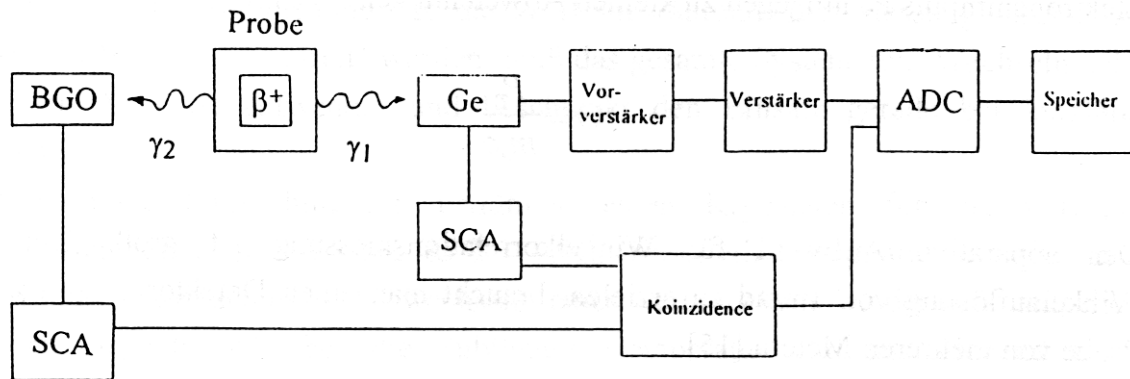 Probe
BGO
β+
Ge
Vor-
verstärker
Verstärker
ADC
Speicher
γ2
γ1
SCA
Koinzidence
SCA